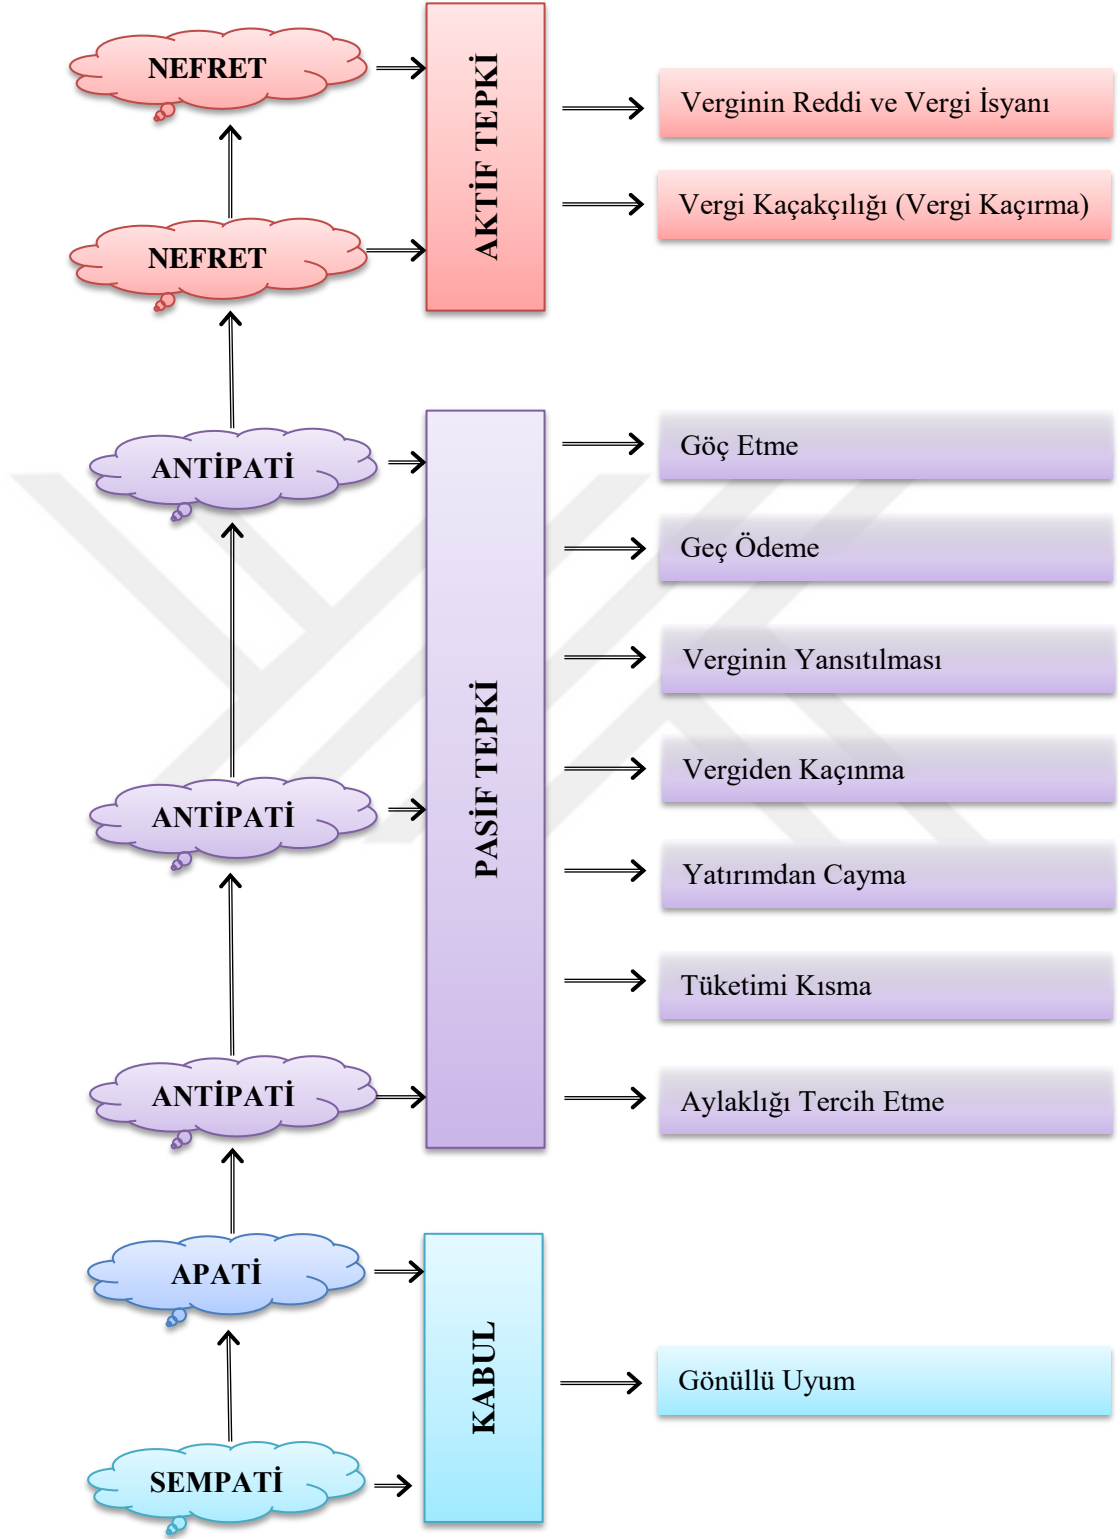 NEFRET
AKTİF TEPKİ
Verginin Reddi ve Vergi İsyanı
Vergi Kaçakçılığı (Vergi Kaçırma)
NEFRET
ANTİPATİ
PASİF TEPKİ
Göç Etme
Geç Ödeme
Verginin Yansıtılması
Vergiden Kaçınma
ANTİPATİ
Yatırımdan Cayma
Tüketimi Kısma
Aylaklığı Tercih Etme
ANTİPATİ
APATİ
KABUL
Gönüllü Uyum
SEMPATİ